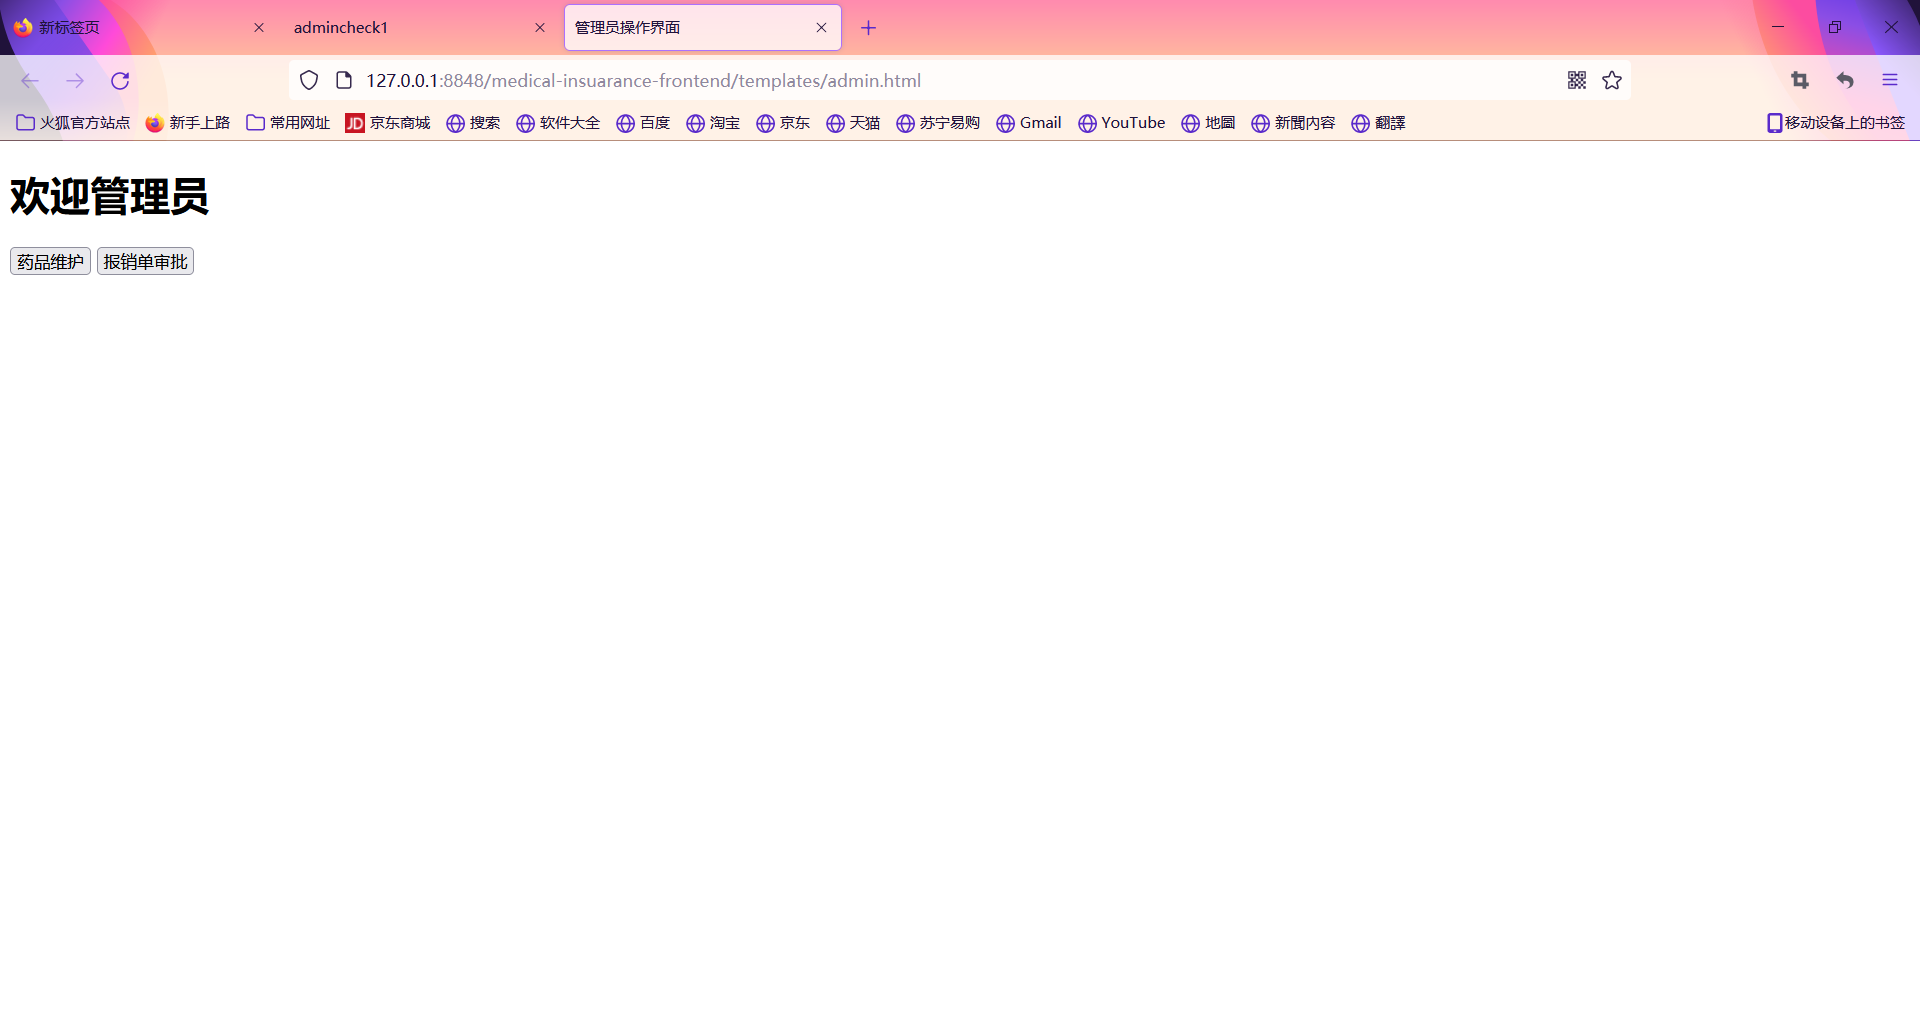 新标签页
admincheck1
管理员操作界面
127.0.0.1:8848/medical-insuarance-frontend/templates/admin.html
火狐官方站点 新手上路 常用网址 JD 京东商城 搜索 软件大全 百度 淘宝 京东 天猫 苏宁易购 Gmail YouTube 地圖 新聞內容 翻譯 移动设备上的书签
欢迎管理员
药品维护 报销单审批